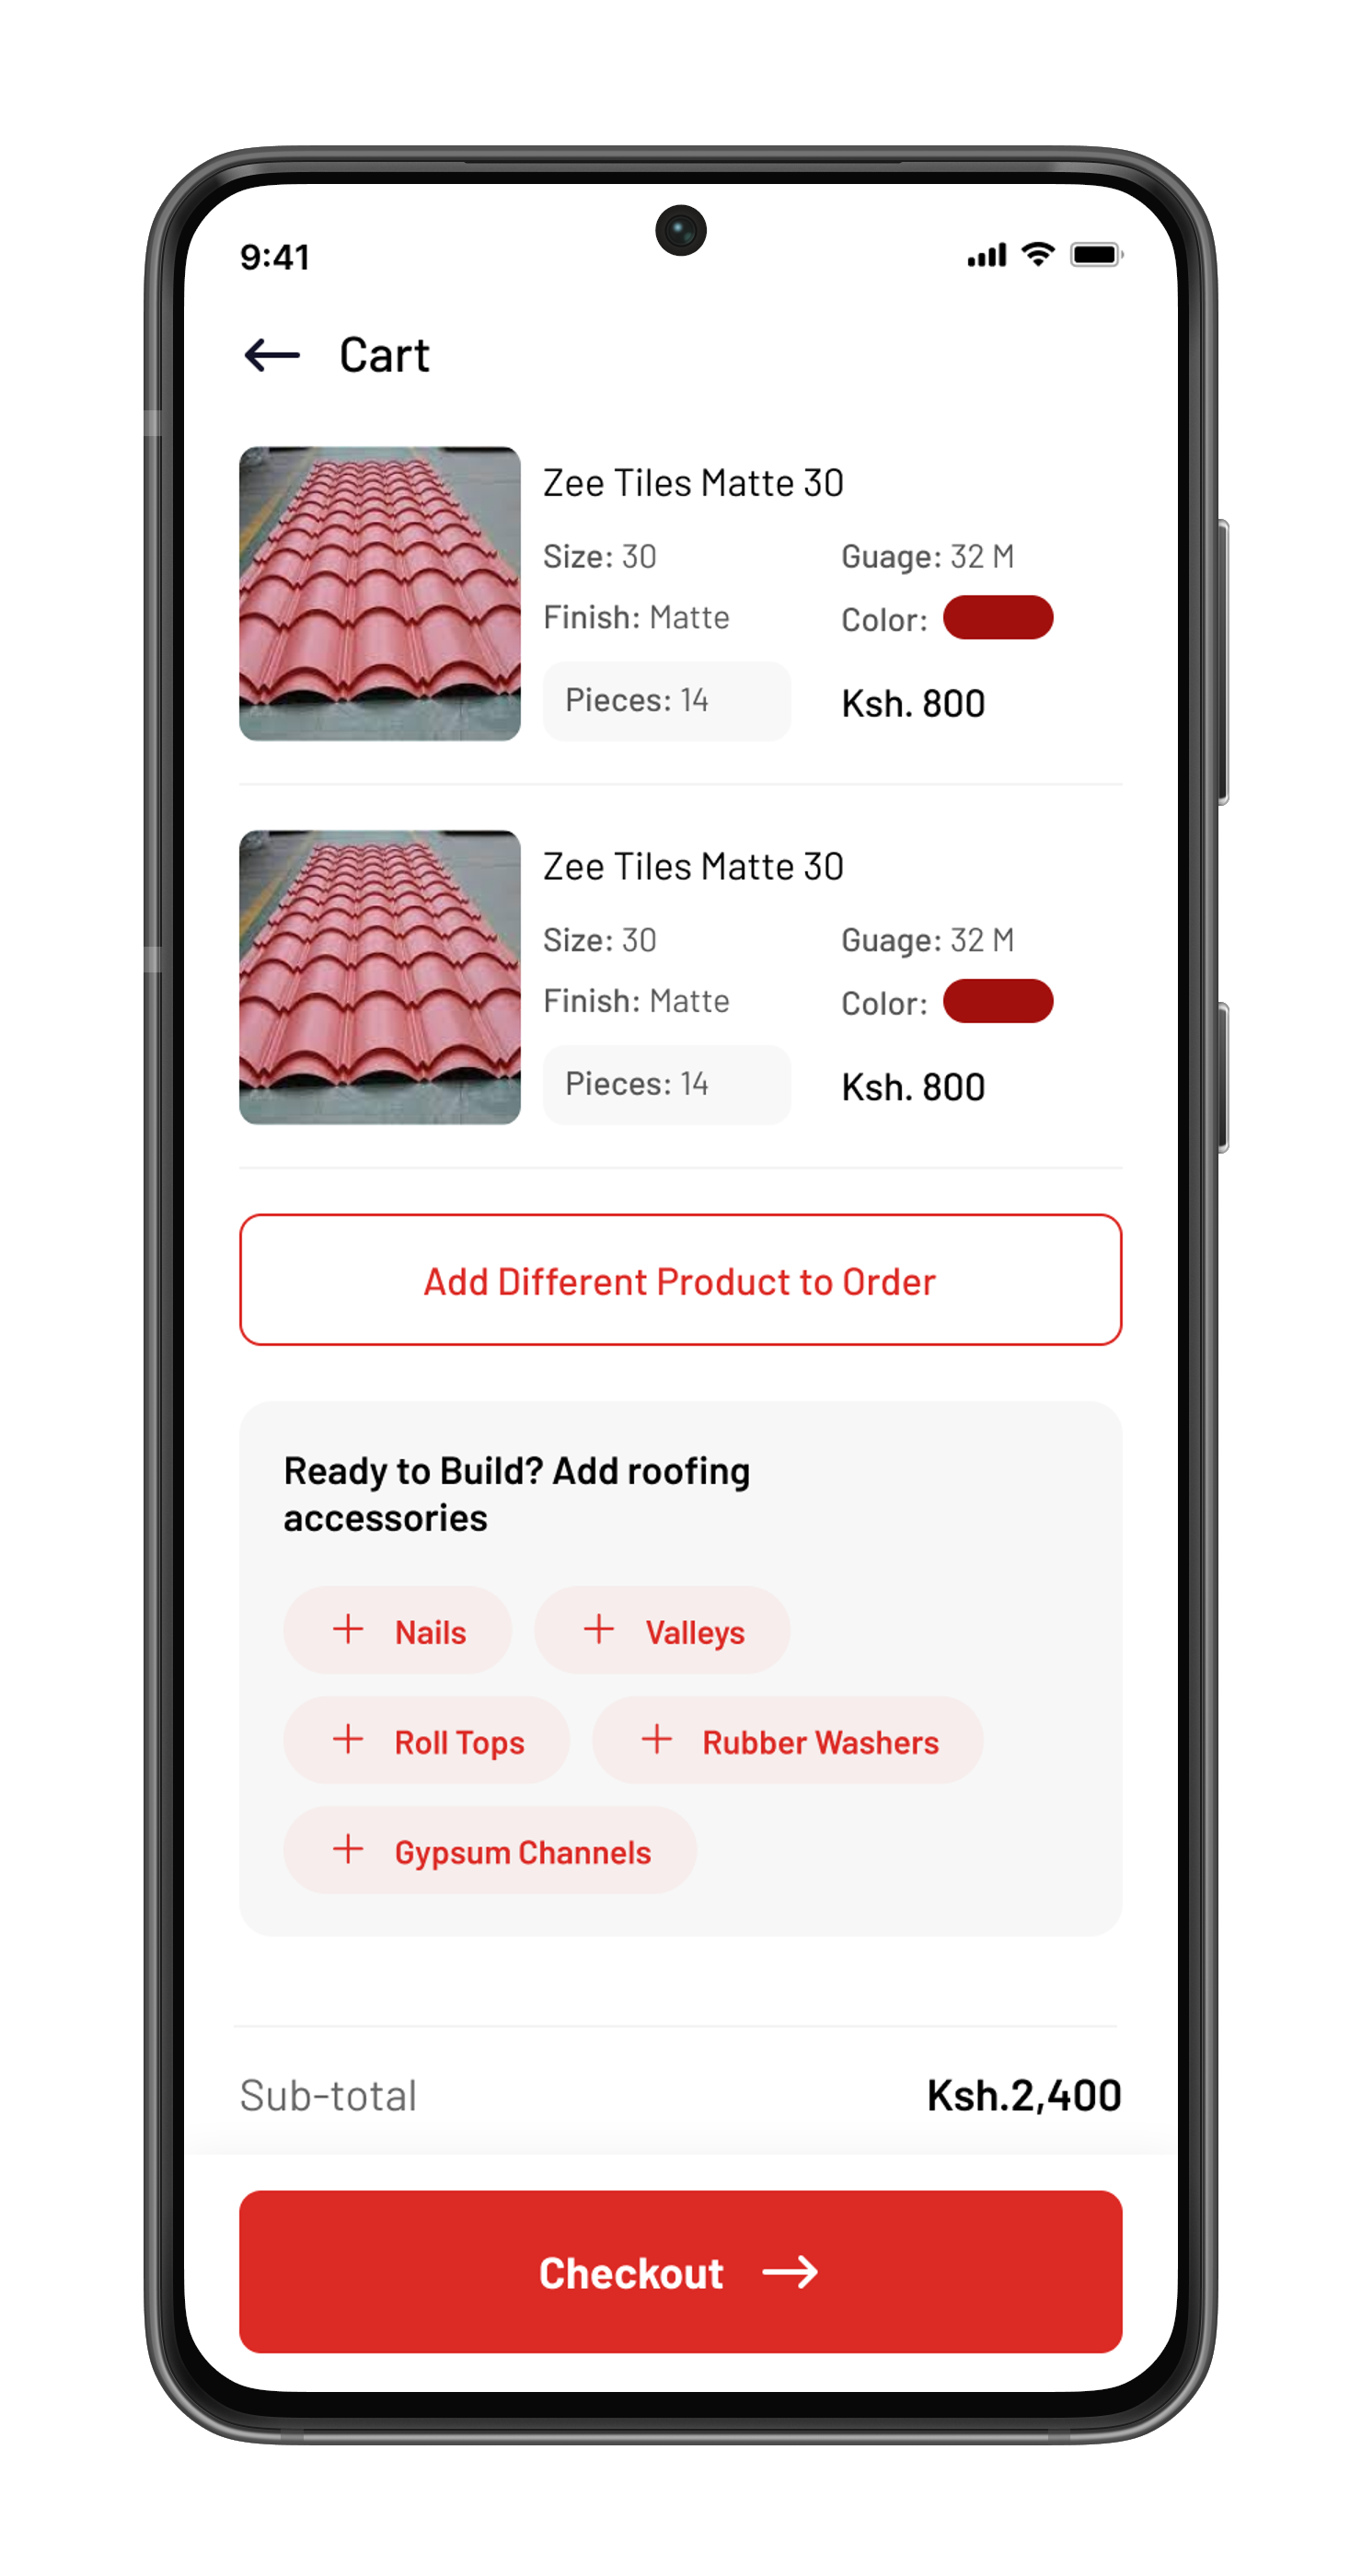 9:41
Cart
Zee Tiles Matte 30
Size: 30 Guage: 32 M
Finish: Matte Color:
Pieces: 14 Ksh. 800
Zee Tiles Matte 30
Size: 30 Guage: 32 M
Finish: Matte Color:
Pieces: 14 Ksh. 800
Add Different Product to Order
Ready to Build? Add roofing
accessories
Nails Valleys
Roll Tops Rubber Washers
Gypsum Channels
Sub-total Ksh.2,400
Checkout